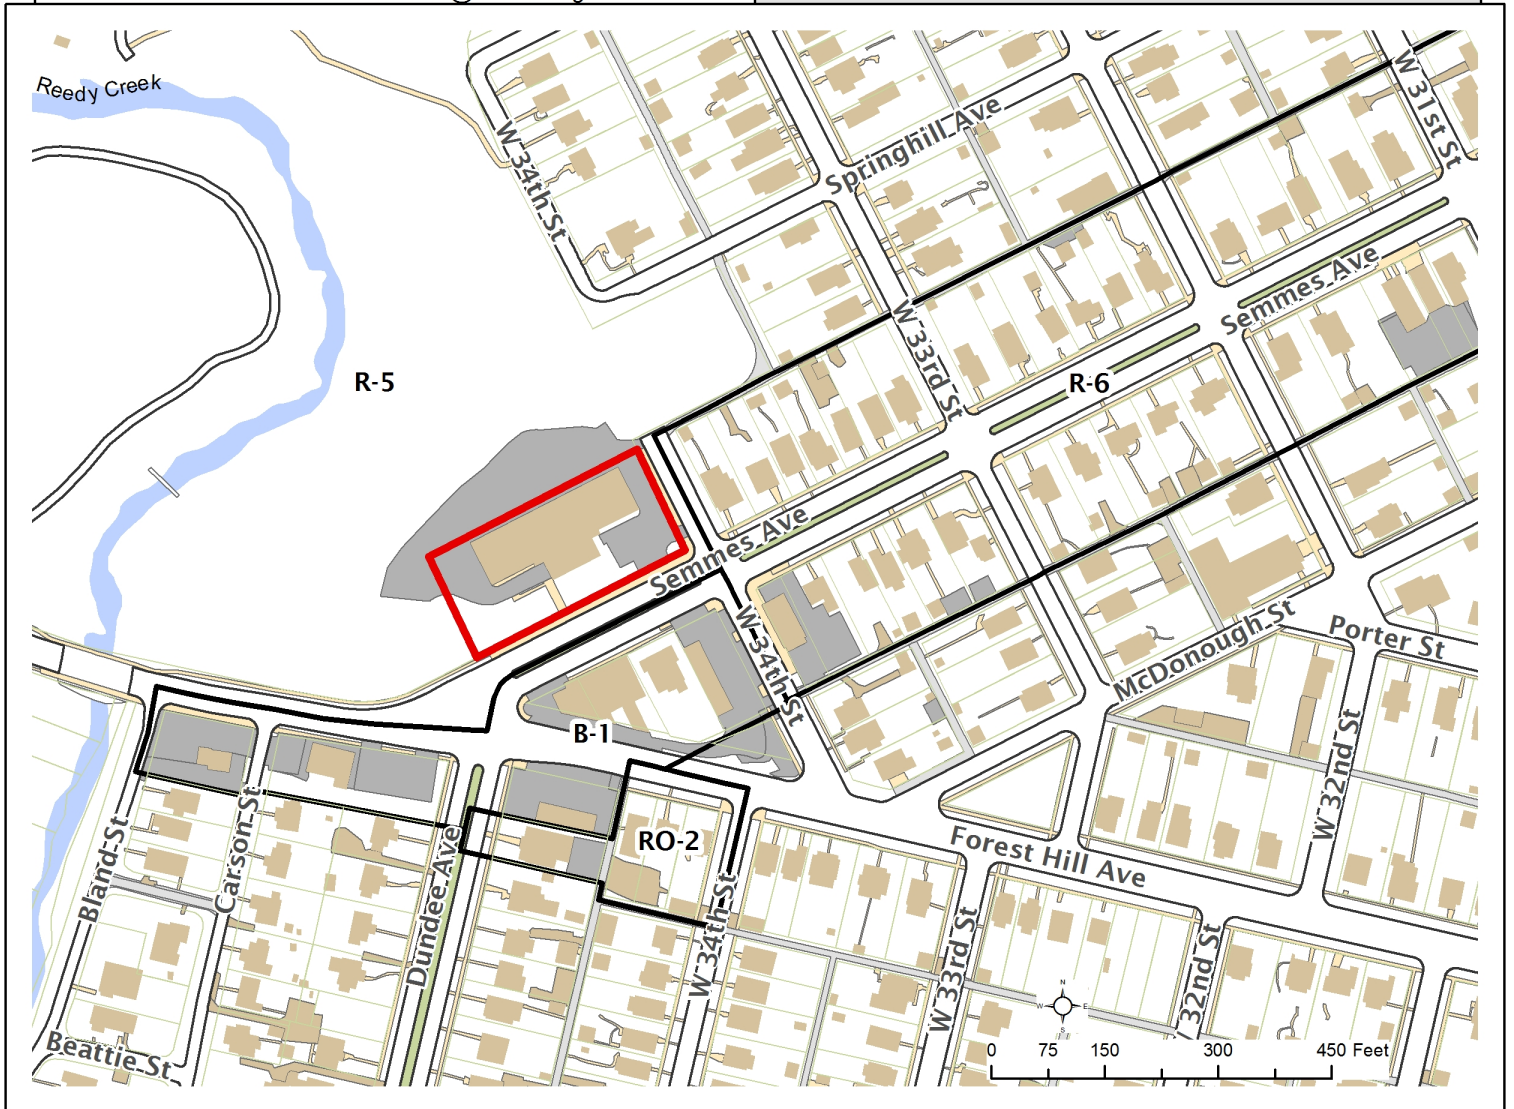 Reedy Creek
W 34th St
Springhill Ave
W 31st St
Semmes Ave
W 33rd St
R-5
R-6
Semmes Ave
W 34th St
McDonough St
Porter St
B-1
W 32nd St
RO-2
Forest Hill Ave
Bland St
Carson St
Dundee Ave
W 34th St
W 33rd St
32nd St
Beattie St
N
W
E
S
0 75 150 300 450 Feet